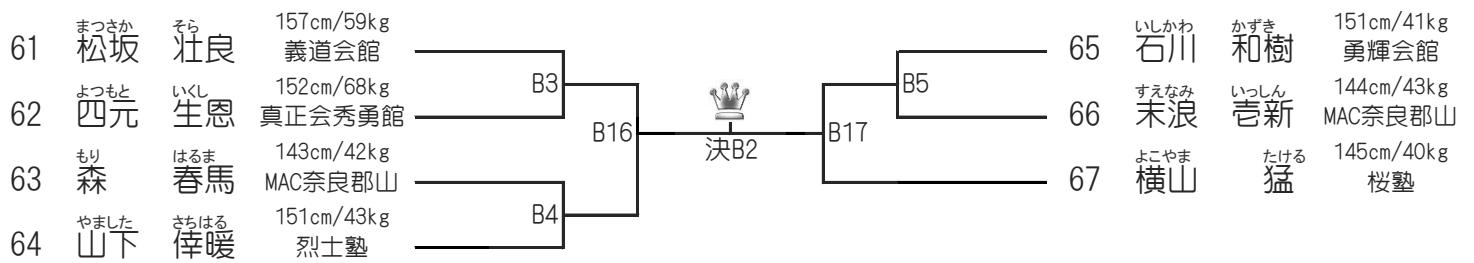 まつさか そら 157cm/59kg
61 松坂 壮良 義道会館
よつもと いくし 152cm/68kg
62 四元 生恩 真正会秀勇館
もり はるま 143cm/42kg
63 森 春馬 MAC奈良郡山
やました さちはる 151cm/43kg
64 山下 倖暖 烈士塾
B3
B16
B4
決B2
B17
B5
いしかわ かずき 151cm/41kg
65 石川 和樹 勇輝会館
すえなみ いっしん 144cm/43kg
66 末浪 壱新 MAC奈良郡山
よこやま たける 145cm/40kg
67 横山 猛 桜塾